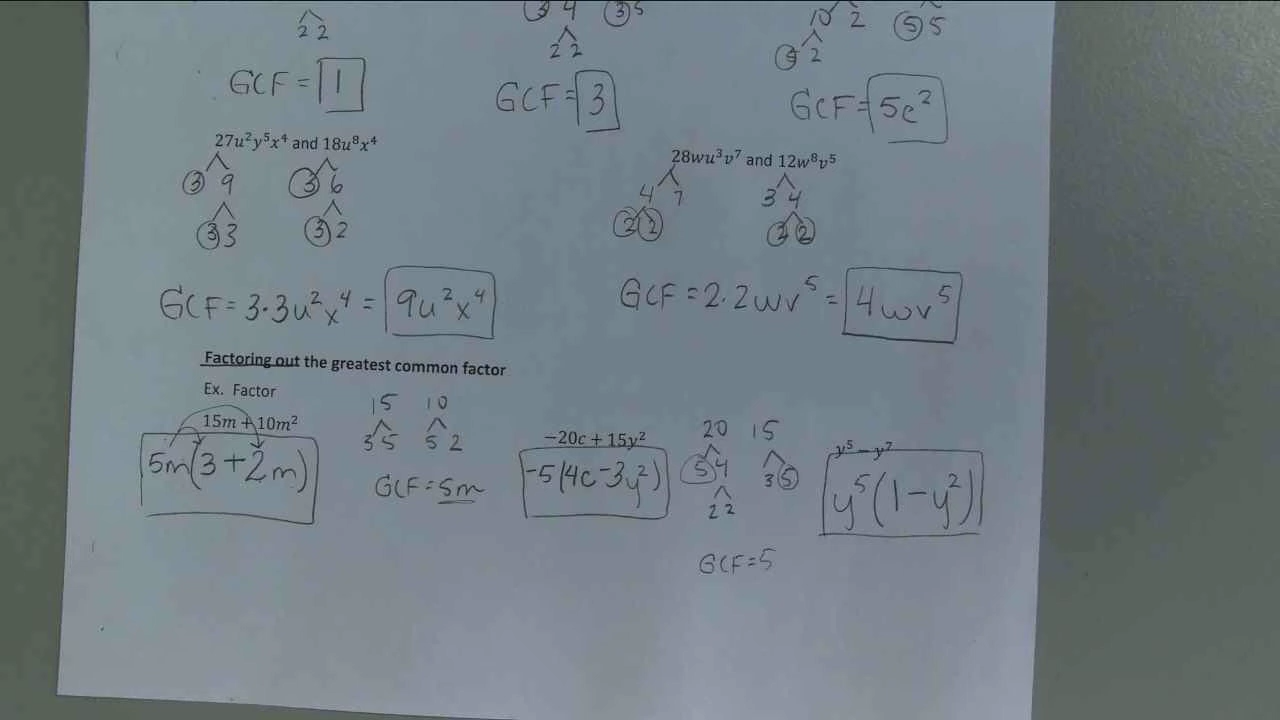 3 4 3 5
10 2 5 5
2 2
2 2
5 2
GCF = 1
GCF = 3
GCF = 5c²
27u²y⁵x⁴ and 18u⁸x⁴
28wu³v⁷ and 12w⁸v⁵
3 9 3 6
4 7 3 4
3 3 3 2
2 2 2 2
GCF = 3·3u²x⁴ = 9u²x⁴
GCF = 2·2wv⁵ = 4wv⁵
Factoring out the greatest common factor
Ex. Factor
15m + 10m²
15 10
3 5 5 2
5m(3+2m)
GCF = 5m
−20c + 15y²
20 15
5 4 3 5
2 2
-5(4c-3y²)
GCF = 5
y⁵ − y⁷
y⁵(1-y²)